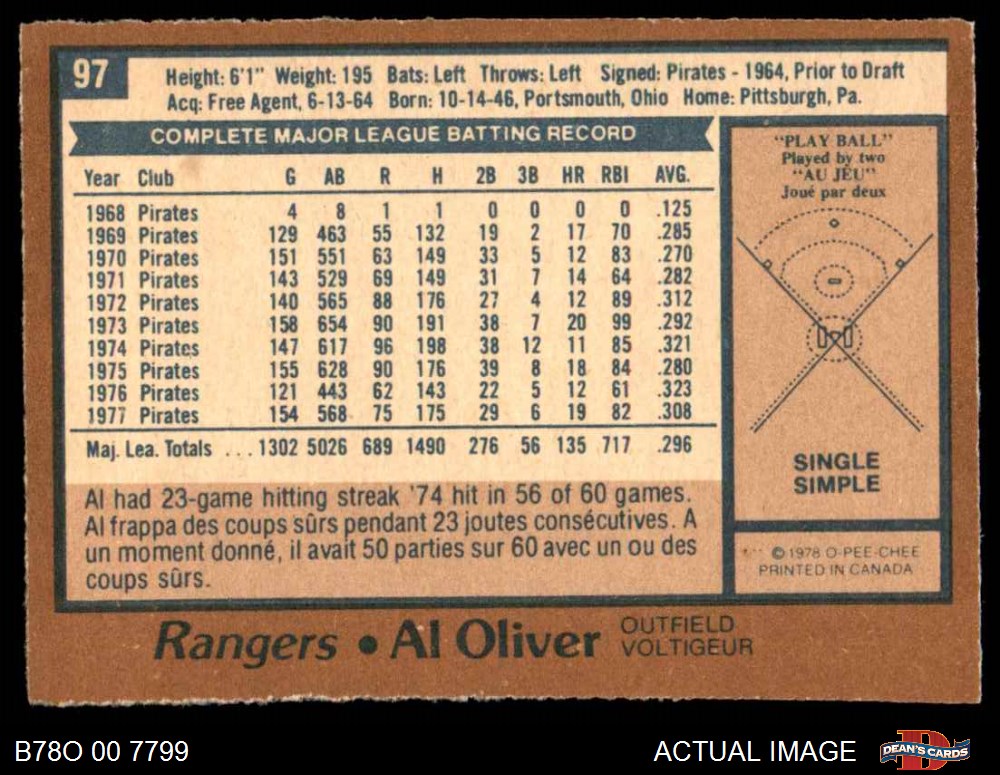 97
Height: 6'1" Weight: 195 Bats: Left Throws: Left Signed: Pirates - 1964, Prior to Draft
Acq: Free Agent, 6-13-64 Born: 10-14-46, Portsmouth, Ohio Home: Pittsburgh, Pa.
COMPLETE MAJOR LEAGUE BATTING RECORD
Year Club G AB R H 2B 3B HR RBI AVG.
1968 Pirates 4 8 1 1 0 0 0 0 .125
1969 Pirates 129 463 55 132 19 2 17 70 .285
1970 Pirates 151 551 63 149 33 5 12 83 .270
1971 Pirates 143 529 69 149 31 7 14 64 .282
1972 Pirates 140 565 88 176 27 4 12 89 .312
1973 Pirates 158 654 90 191 38 7 20 99 .292
1974 Pirates 147 617 96 198 38 12 11 85 .321
1975 Pirates 155 628 90 176 39 8 18 84 .280
1976 Pirates 121 443 62 143 22 5 12 61 .323
1977 Pirates 154 568 75 175 29 6 19 82 .308
Maj. Lea. Totals ... 1302 5026 689 1490 276 56 135 717 .296
Al had 23-game hitting streak '74 hit in 56 of 60 games.
Al frappa des coups sûrs pendant 23 joutes consécutives. A
un moment donné, il avait 50 parties sur 60 avec un ou des
coups sûrs.
"PLAY BALL"
Played by two
"AU JEU"
Joué par deux
SINGLE
SIMPLE
© 1978 O-PEE-CHEE
PRINTED IN CANADA
Rangers • Al Oliver OUTFIELD
VOLTIGEUR
B78O 00 7799
ACTUAL IMAGE
DEAN'S CARDS